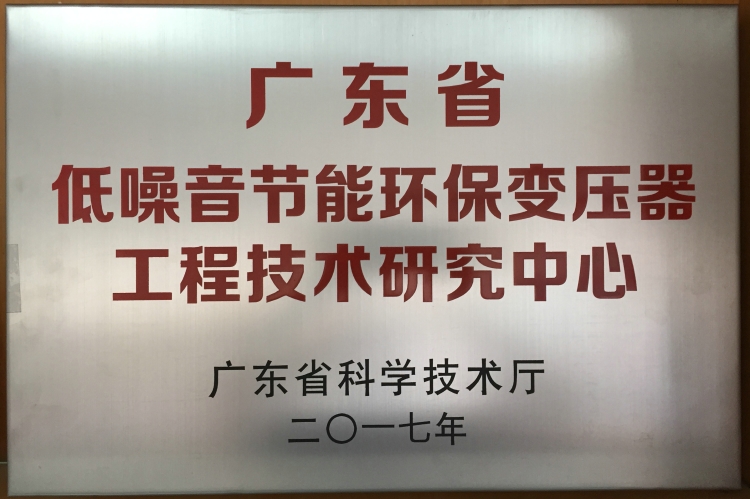 广东省
低噪音节能环保变压器
工程技术研究中心
广东省科学技术厅
二〇一七年